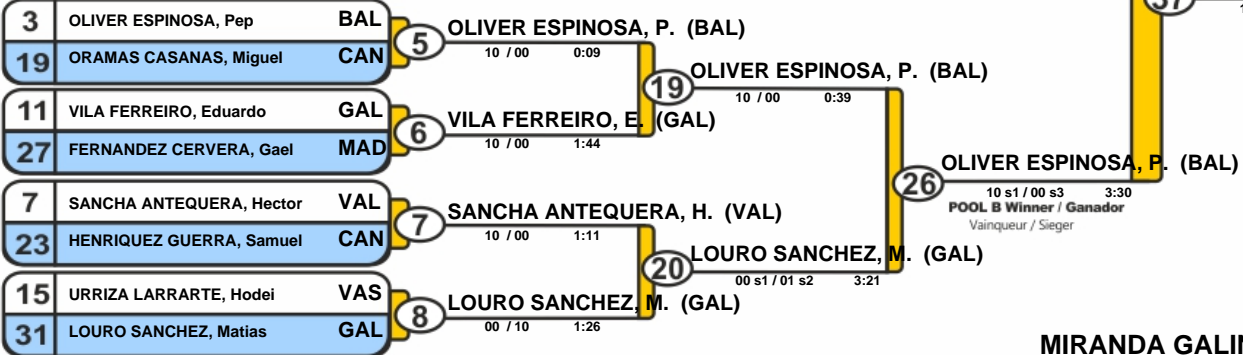 3 OLIVER ESPINOSA, Pep BAL
19 ORAMAS CASANAS, Miguel CAN
5 OLIVER ESPINOSA, P. (BAL)
10 / 00 0:09
11 VILA FERREIRO, Eduardo GAL
27 FERNANDEZ CERVERA, Gael MAD
6 VILA FERREIRO, E. (GAL)
10 / 00 1:44
19 OLIVER ESPINOSA, P. (BAL)
10 / 00 0:39
7 SANCHA ANTEQUERA, Hector VAL
23 HENRIQUEZ GUERRA, Samuel CAN
7 SANCHA ANTEQUERA, H. (VAL)
10 / 00 1:11
15 URRIZA LARRARTE, Hodei VAS
31 LOURO SANCHEZ, Matias GAL
8 LOURO SANCHEZ, M. (GAL)
00 / 10 1:26
20 LOURO SANCHEZ, M. (GAL)
00 s1 / 01 s2 3:21
26 OLIVER ESPINOSA, P. (BAL)
10 s1 / 00 s3 3:30
POOL B Winner / Ganador
Vainqueur / Sieger
37
MIRANDA GALIN